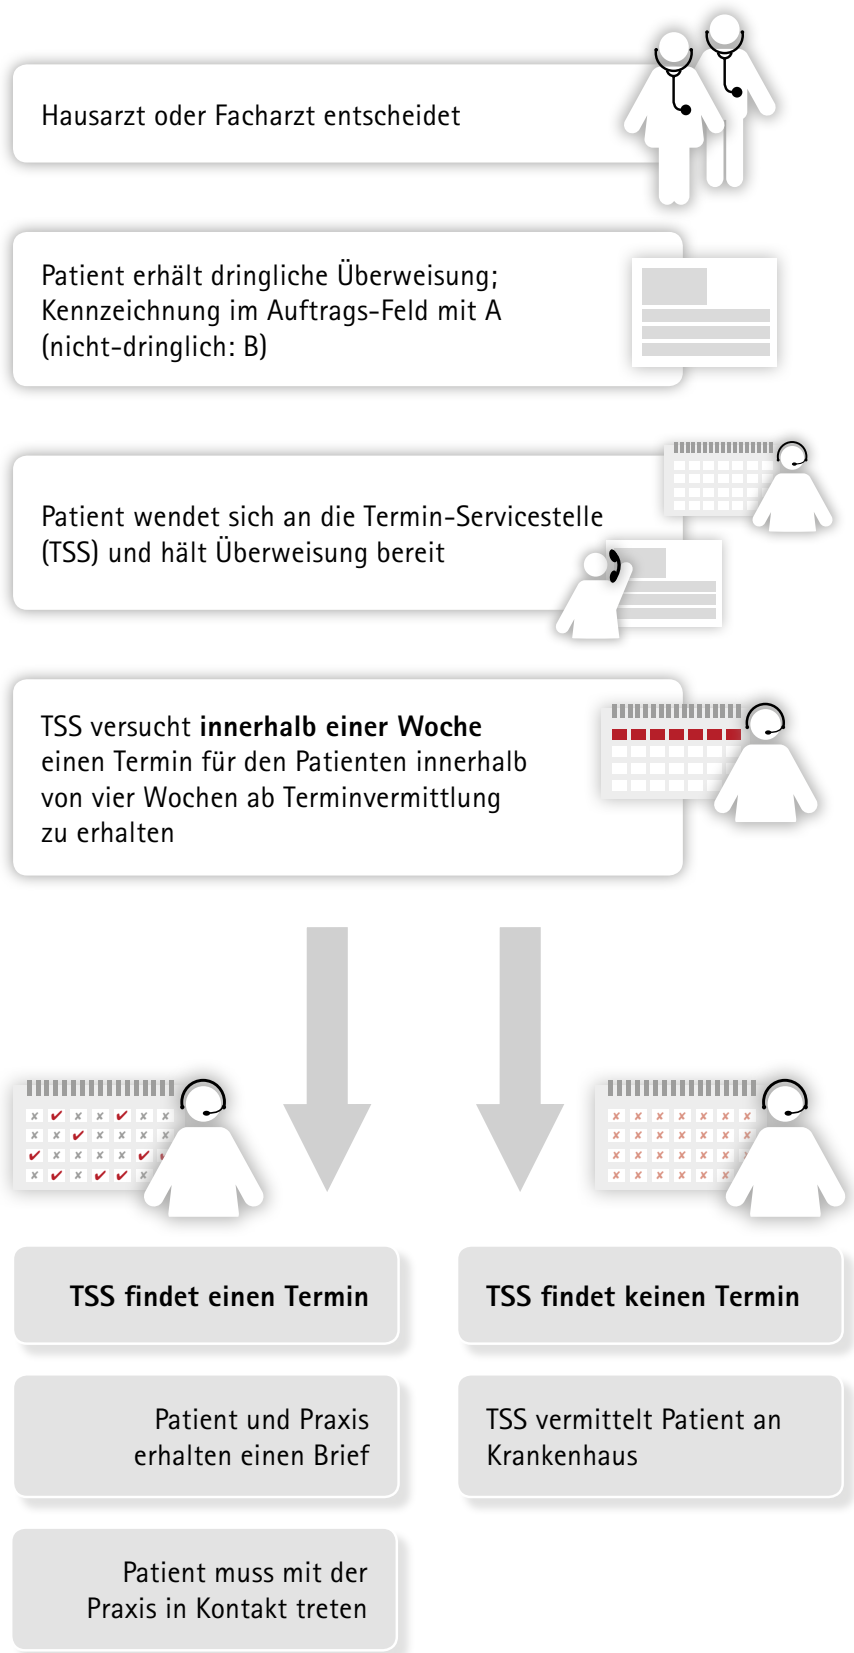 Hausarzt oder Facharzt entscheidet
Patient erhält dringliche Überweisung;
Kennzeichnung im Auftrags-Feld mit A
(nicht-dringlich: B)
Patient wendet sich an die Termin-Servicestelle
(TSS) und hält Überweisung bereit
TSS versucht innerhalb einer Woche
einen Termin für den Patienten innerhalb
von vier Wochen ab Terminvermittlung
zu erhalten
TSS findet einen Termin
Patient und Praxis
erhalten einen Brief
Patient muss mit der
Praxis in Kontakt treten
TSS findet keinen Termin
TSS vermittelt Patient an
Krankenhaus